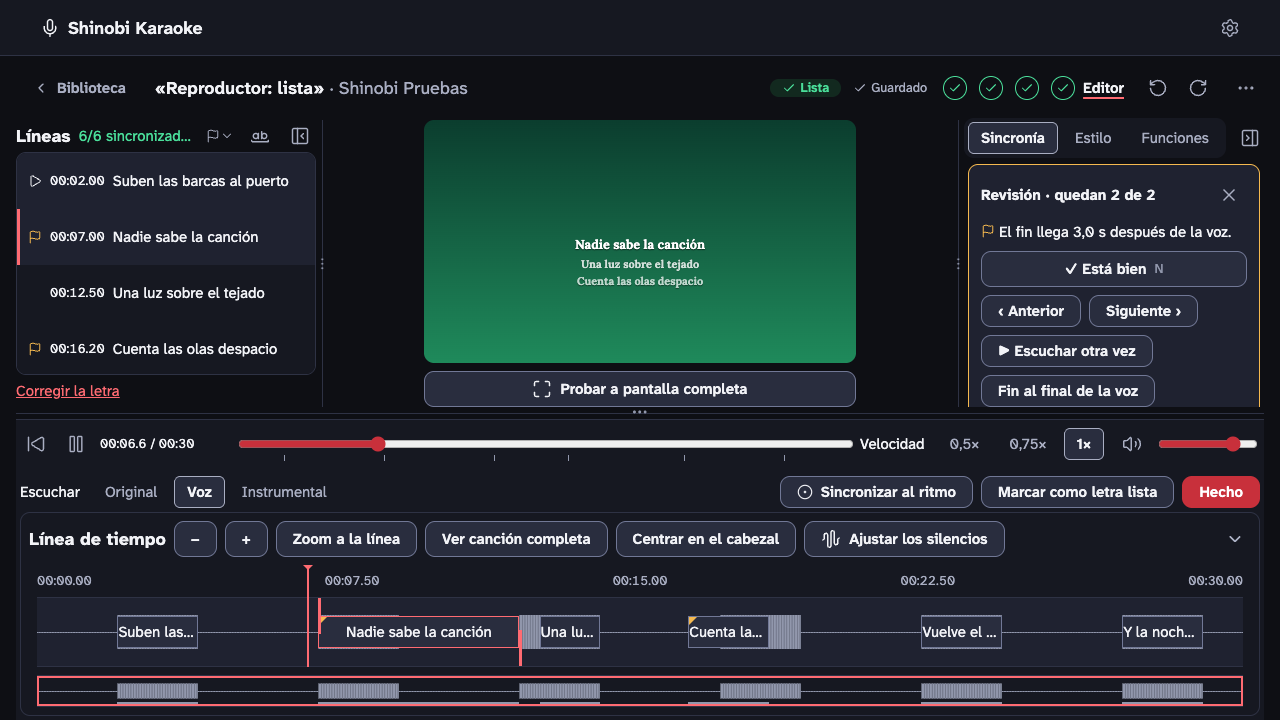 Shinobi Karaoke
Biblioteca
«Reproductor: lista» · Shinobi Pruebas
Lista
Guardado
Editor
Líneas
6/6 sincronizad...
ab
00:02.00 Suben las barcas al puerto
00:07.00 Nadie sabe la canción
00:12.50 Una luz sobre el tejado
00:16.20 Cuenta las olas despacio
Corregir la letra
Nadie sabe la canción
Una luz sobre el tejado
Cuenta las olas despacio
Probar a pantalla completa
Sincronía
Estilo
Funciones
Revisión · quedan 2 de 2
El fin llega 3,0 s después de la voz.
Está bien N
‹ Anterior
Siguiente ›
Escuchar otra vez
Fin al final de la voz
00:06.6 / 00:30
Velocidad
0,5×
0,75×
1×
Escuchar
Original
Voz
Instrumental
Sincronizar al ritmo
Marcar como letra lista
Hecho
Línea de tiempo
−
+
Zoom a la línea
Ver canción completa
Centrar en el cabezal
Ajustar los silencios
00:00.00
00:07.50
00:15.00
00:22.50
00:30.00
Suben las...
Nadie sabe la canción
Una lu...
Cuenta la...
Vuelve el ...
Y la noch...